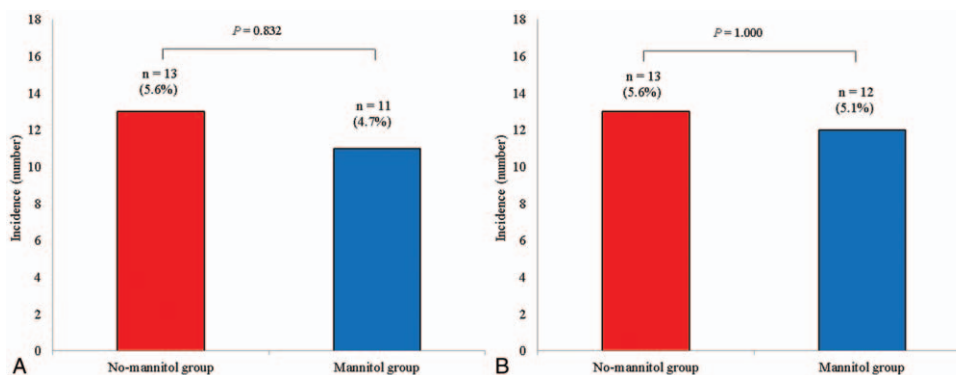 18
16
14
12
10
8
6
4
2
0
Incidence (number)
P = 0.832
n = 13
(5.6%)
n = 11
(4.7%)
No-mannitol group
Mannitol group
A
18
16
14
12
10
8
6
4
2
0
Incidence (number)
P = 1.000
n = 13
(5.6%)
n = 12
(5.1%)
No-mannitol group
Mannitol group
B